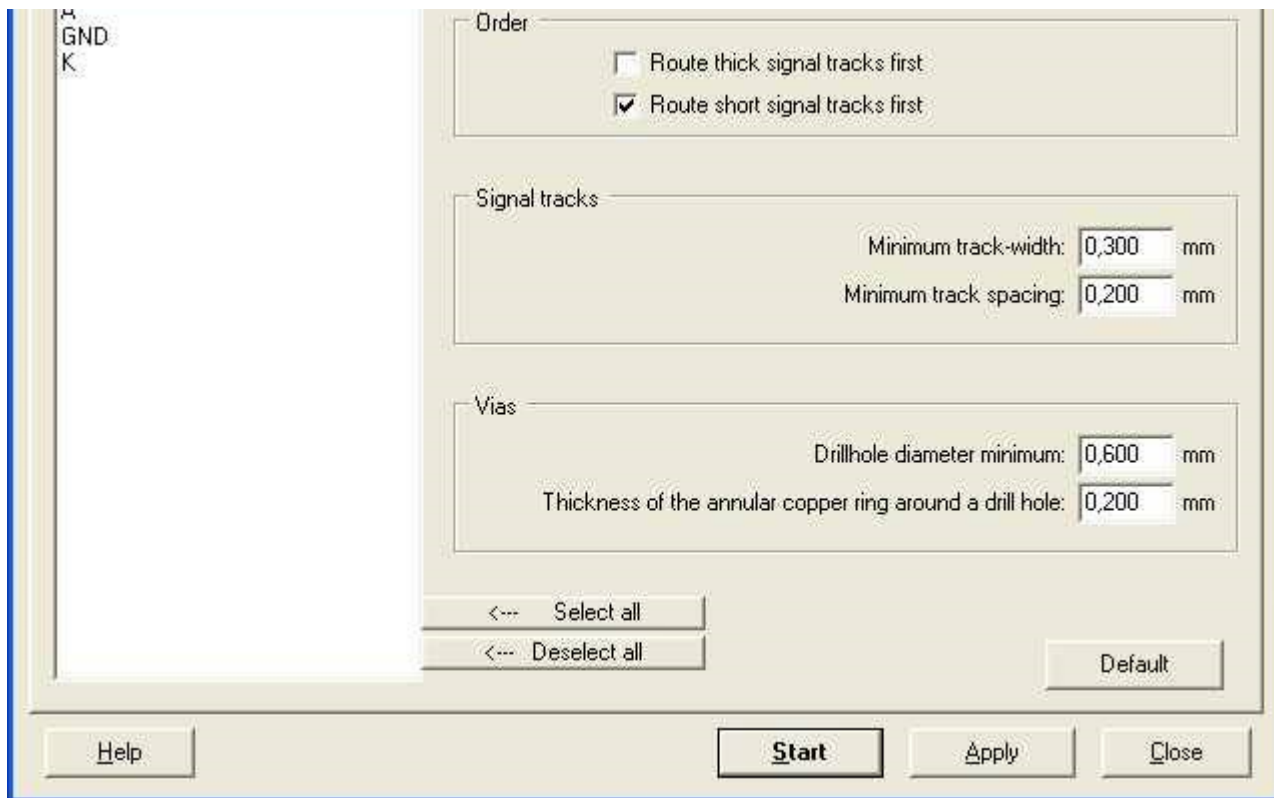 A
GND
K
Order
Route thick signal tracks first
Route short signal tracks first
Signal tracks
Minimum track-width: 0,300 mm
Minimum track spacing: 0,200 mm
Vias
Drillhole diameter minimum: 0,600 mm
Thickness of the annular copper ring around a drill hole: 0,200 mm
<--- Select all
<--- Deselect all
Default
Help Start Apply Close